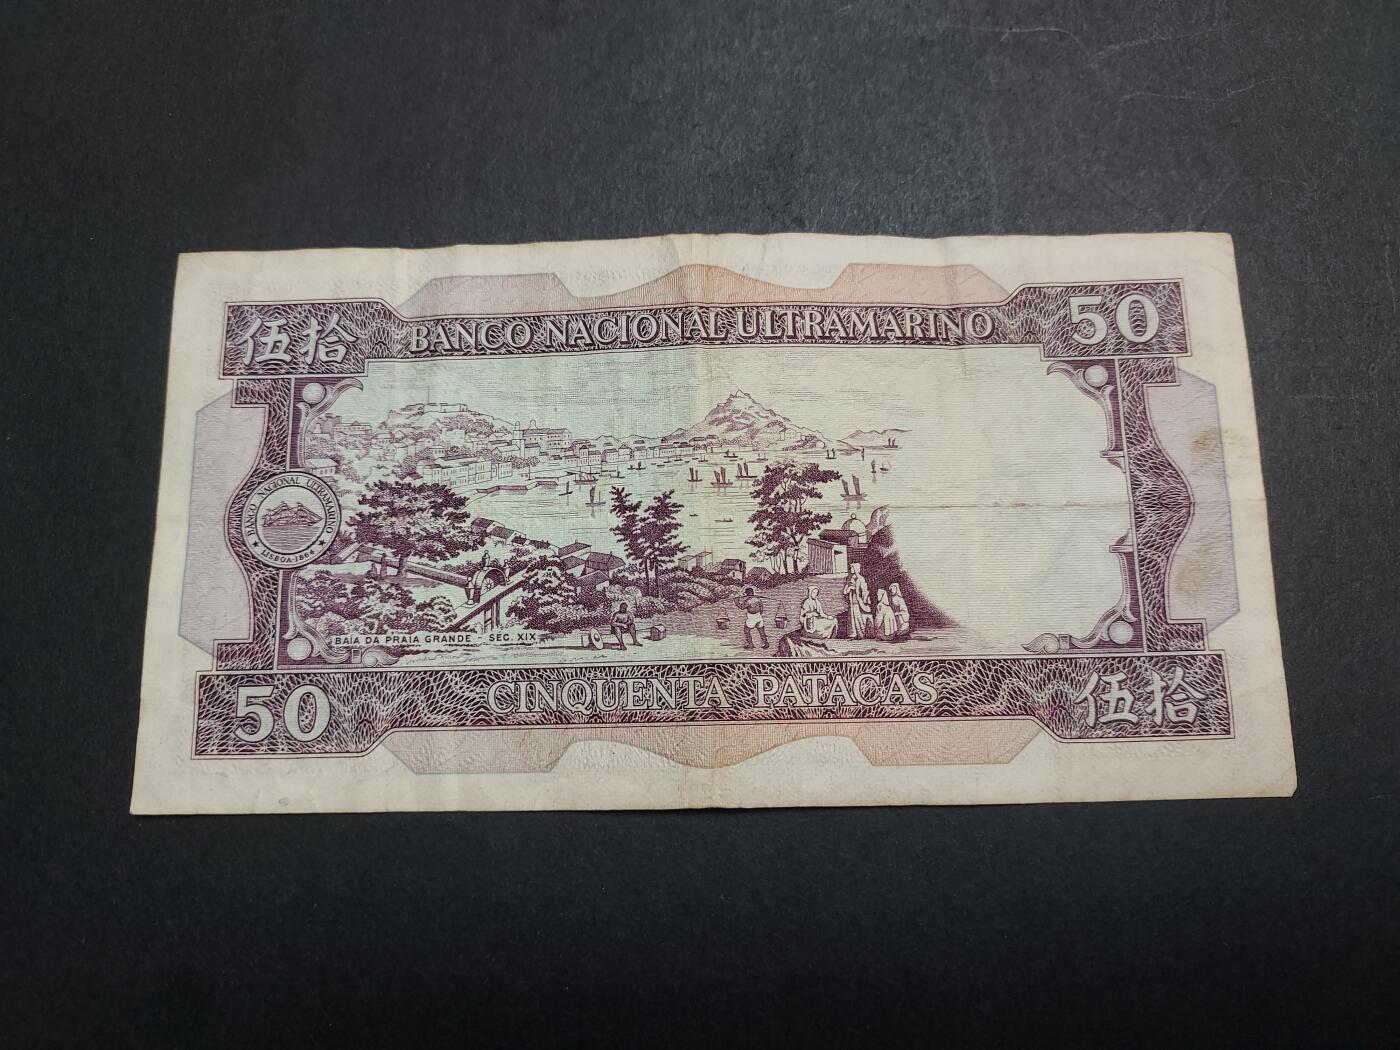 伍拾
BANCO NACIONAL ULTRAMARINO
50
BANCO NACIONAL ULTRAMARINO
LISBOA-1864
BAÍA DA PRAIA GRANDE - SÉC. XIX
50
CINQUENTA PATACAS
伍拾